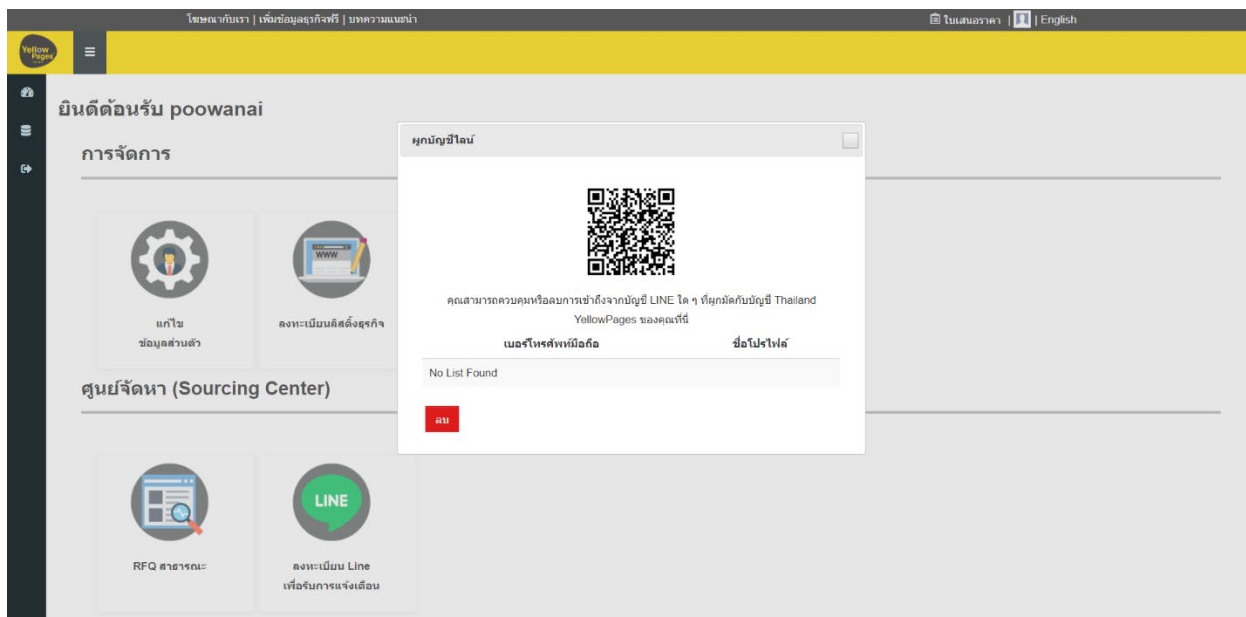 โฆษณากับเรา | เพิ่มข้อมูลธุรกิจฟรี | บทความแนะนำ
ใบเสนอราคา | | English
Yellow
Pages
ยินดีต้อนรับ poowanai
การจัดการ
ผูกบัญชีไลน์
WWW
แก้ไข
ข้อมูลส่วนตัว
ลงทะเบียนลิสติ้งธุรกิจ
คุณสามารถควบคุมหรือลบการเข้าถึงจากบัญชี LINE ใด ๆ ที่ผูกมัดกับบัญชี Thailand
YellowPages ของคุณที่นี่
เบอร์โทรศัพท์มือถือ ชื่อโปรไฟล์
No List Found
ลบ
ศูนย์จัดหา (Sourcing Center)
LINE
RFQ สาธารณะ
ลงทะเบียน Line
เพื่อรับการแจ้งเตือน